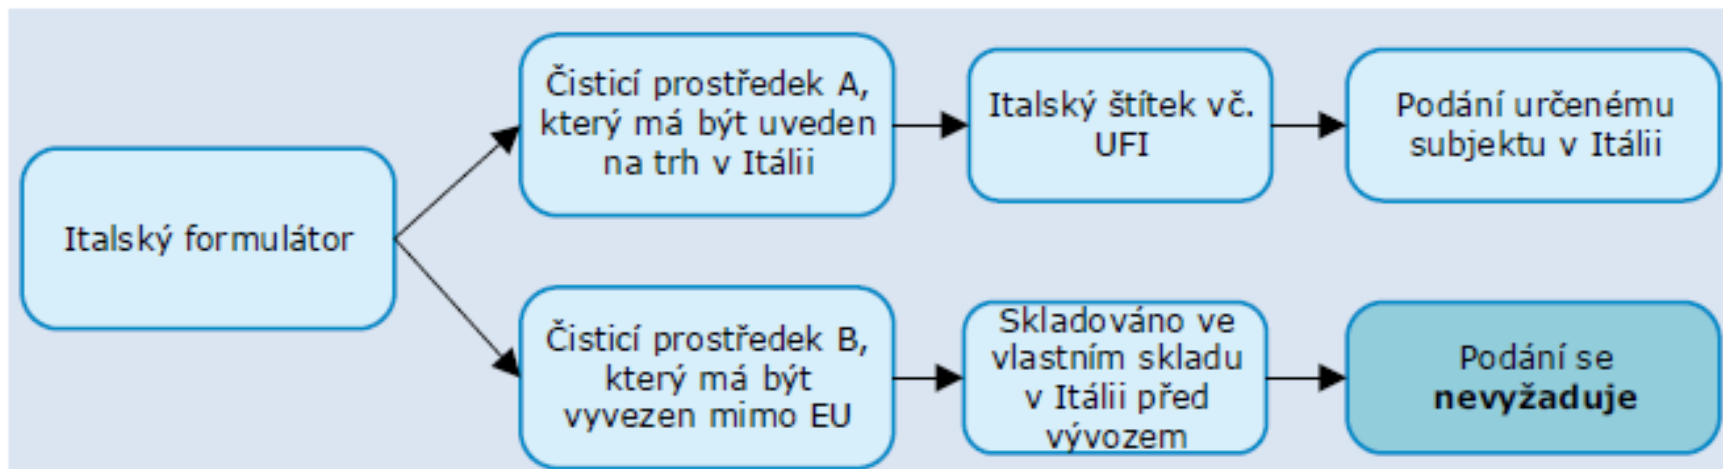 Italský formulátor
Čisticí prostředek A,
který má být uveden
na trh v Itálii
Italský štítek vč.
UFI
Podání určenému
subjektu v Itálii
Čisticí prostředek B,
který má být
vyvezen mimo EU
Skladováno ve
vlastním skladu
v Itálii před
vývozem
Podání se
nevyžaduje